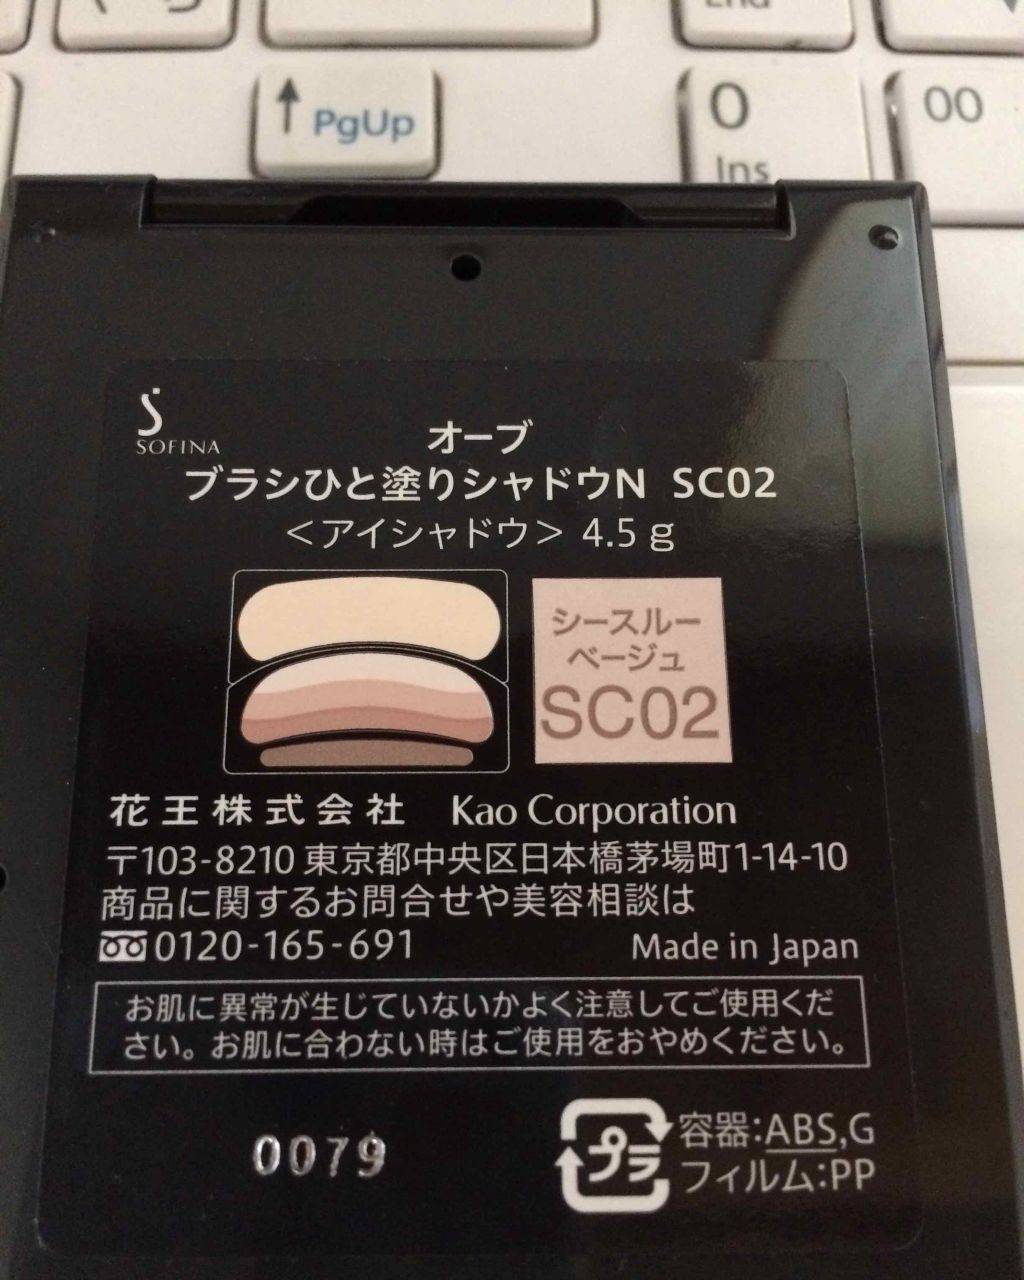 End
PgUp
0
Ins
00
SOFINA
オーブ
ブラシひと塗りシャドウN SC02
＜アイシャドウ＞ 4.5 g
シースルー
ベージュ
SC02
花王株式会社 Kao Corporation
〒103-8210 東京都中央区日本橋茅場町1-14-10
商品に関するお問合せや美容相談は
0120-165-691 Made in Japan
お肌に異常が生じていないかよく注意してご使用くだ
さい。お肌に合わない時はご使用をおやめください。
0079
プラ
容器:ABS,G
フィルム:PP